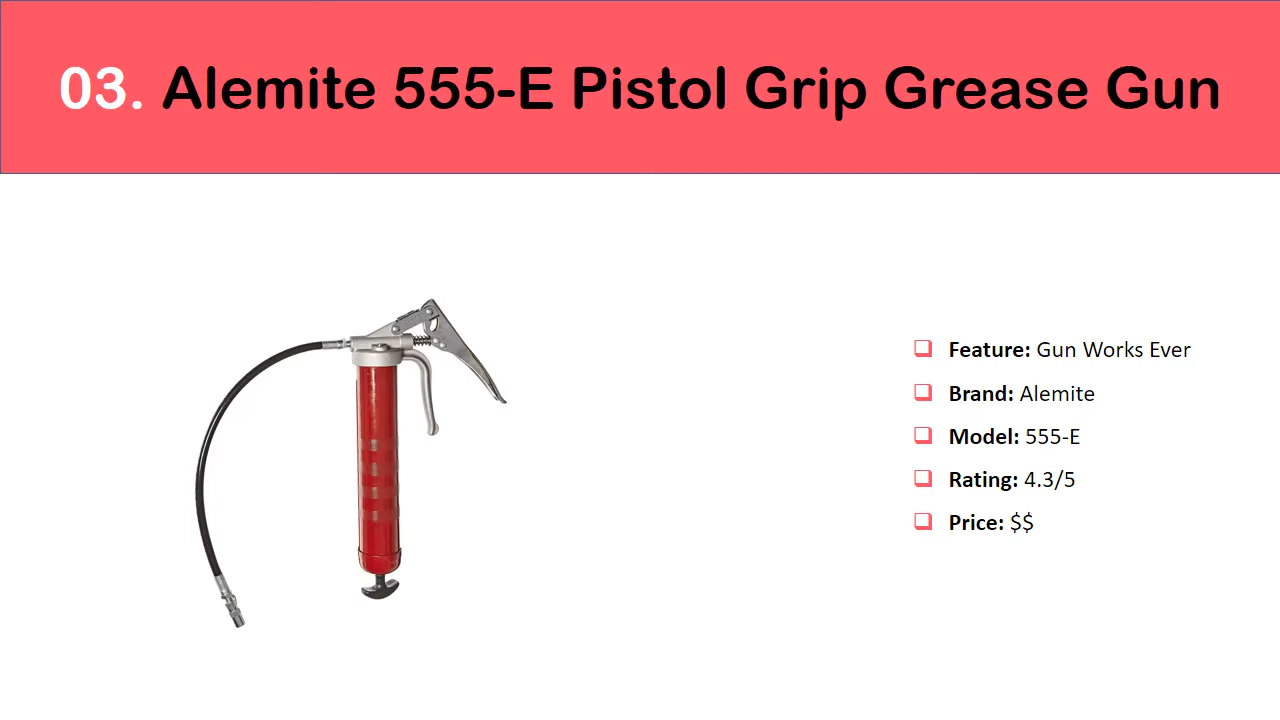 03. Alemite 555-E Pistol Grip Grease Gun
Feature: Gun Works Ever
Brand: Alemite
Model: 555-E
Rating: 4.3/5
Price: $$